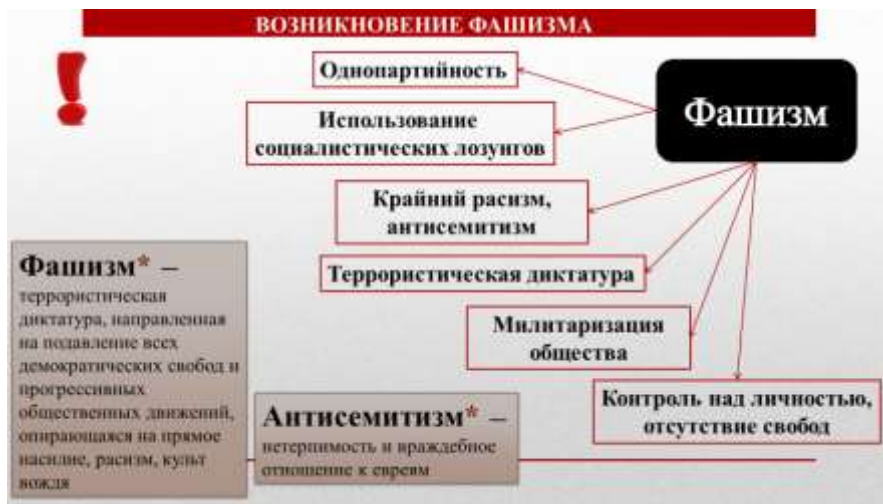 ВОЗНИКНОВЕНИЕ ФАШИЗМА
Однопартийность
Фашизм
Использование
социалистических лозунгов
Крайний расизм,
антисемитизм
Террористическая диктатура
Милитаризация
общества
Контроль над личностью,
отсутствие свобод
Фашизм* –
террористическая
диктатура, направленная
на подавление всех
демократических свобод и
прогрессивных
общественных движений,
опирающаяся на прямое
насилие, расизм, культ
вождя
Антисемитизм* –
нетерпимость и враждебное
отношение к евреям